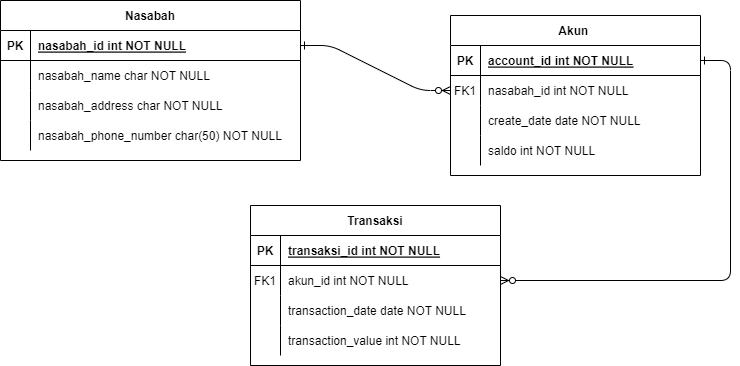 Nasabah
PK nasabah_id int NOT NULL
nasabah_name char NOT NULL
nasabah_address char NOT NULL
nasabah_phone_number char(50) NOT NULL
Akun
PK account_id int NOT NULL
FK1 nasabah_id int NOT NULL
create_date date NOT NULL
saldo int NOT NULL
Transaksi
PK transaksi_id int NOT NULL
FK1 akun_id int NOT NULL
transaction_date date NOT NULL
transaction_value int NOT NULL